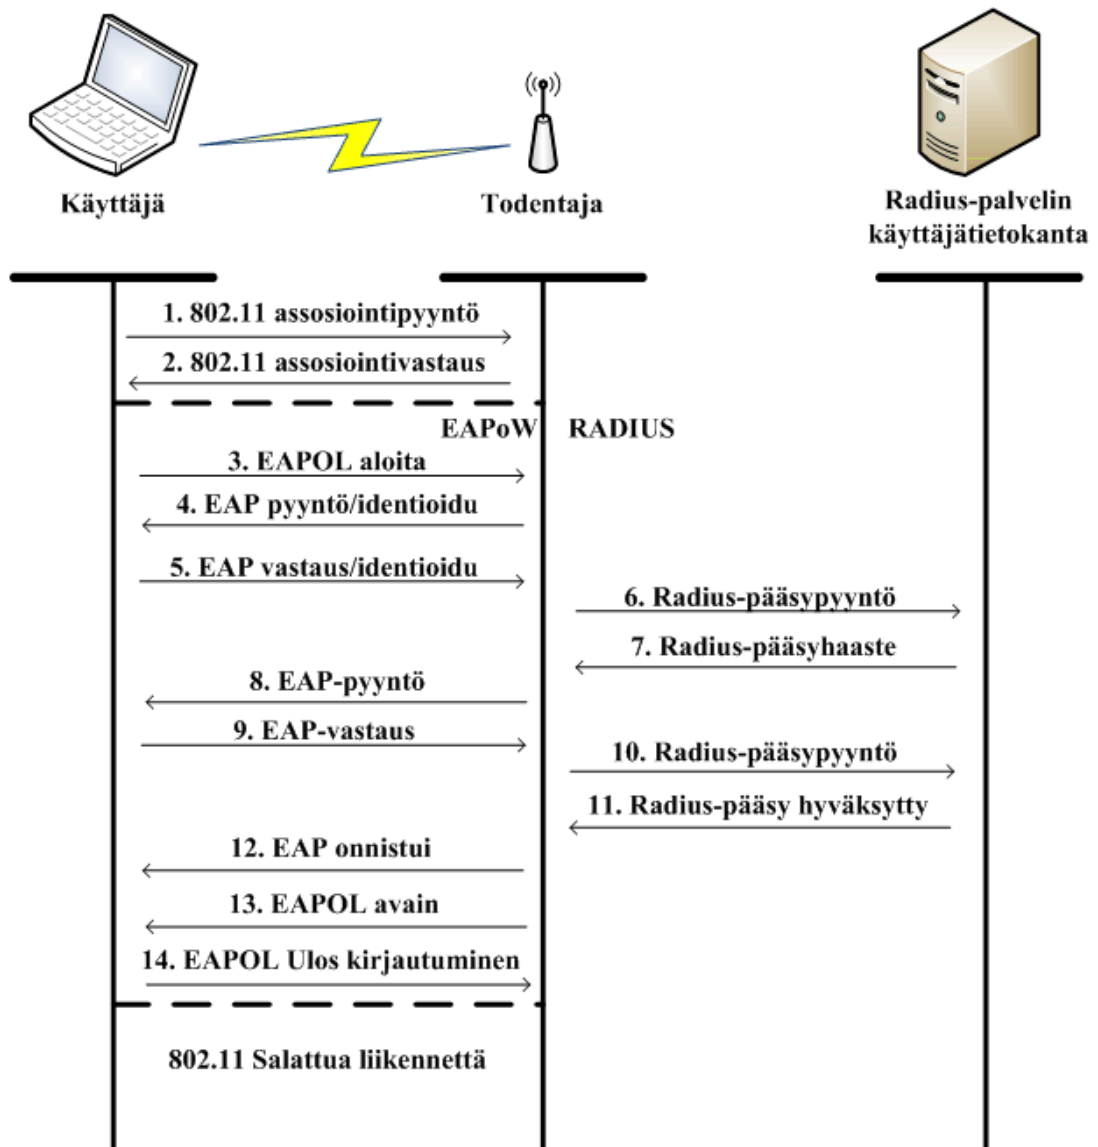 Käyttäjä
Todentaja
Radius-palvelin
käyttäjätietokanta
1. 802.11 assosiointipyyntö
2. 802.11 assosiointivastaus
EAPoW
RADIUS
3. EAPOL aloita
4. EAP pyyntö/identioidu
5. EAP vastaus/identioidu
6. Radius-pääsypyyntö
7. Radius-pääsyhaaste
8. EAP-pyyntö
9. EAP-vastaus
10. Radius-pääsypyyntö
11. Radius-pääsy hyväksytty
12. EAP onnistui
13. EAPOL avain
14. EAPOL Ulos kirjautuminen
802.11 Salattua liikennettä